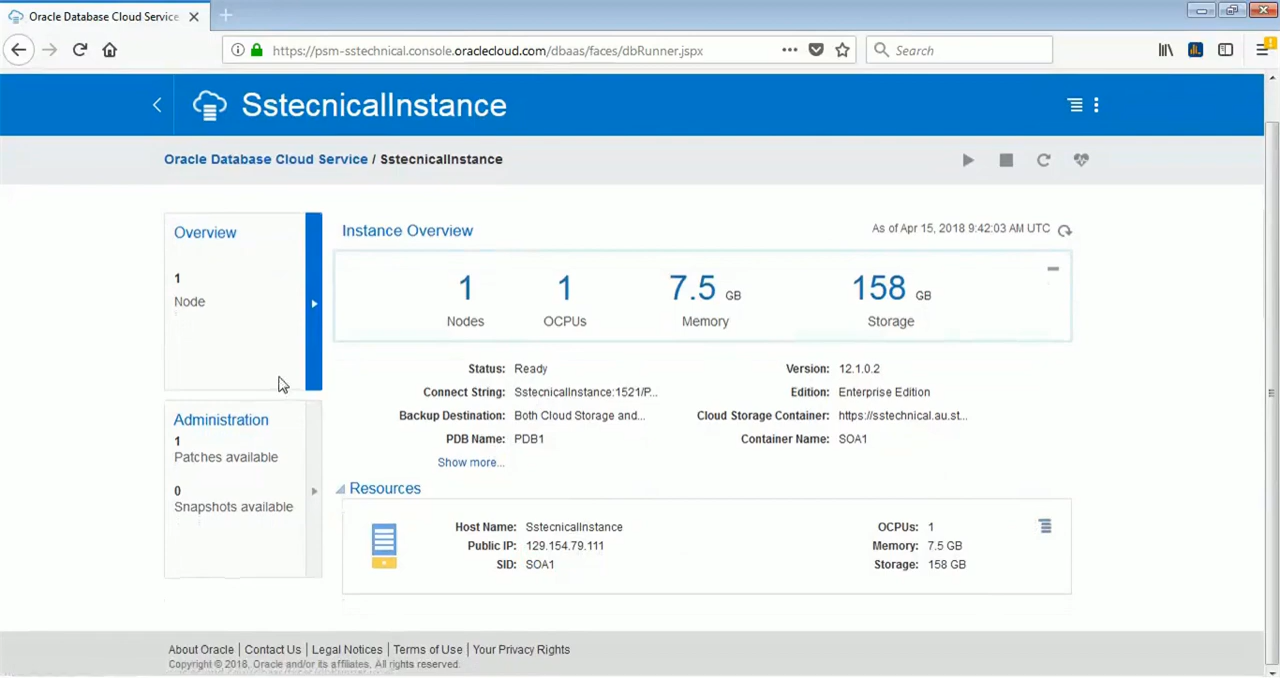 Oracle Database Cloud Service
https://psm-sstechnical.console.oraclecloud.com/dbaas/faces/dbRunner.jspx
Search
SstecnicalInstance
Oracle Database Cloud Service / SstecnicalInstance
Overview
1
Node
Administration
1
Patches available
0
Snapshots available
Instance Overview
As of Apr 15, 2018 9:42:03 AM UTC
1 1 7.5 GB 158 GB
Nodes OCPUs Memory Storage
Status: Ready Version: 12.1.0.2
Connect String: SstecnicalInstance:1521/P... Edition: Enterprise Edition
Backup Destination: Both Cloud Storage and... Cloud Storage Container: https://sstechnical.au.st...
PDB Name: PDB1 Container Name: SOA1
Show more...
Resources
Host Name: SstecnicalInstance OCPUs: 1
Public IP: 129.154.79.111 Memory: 7.5 GB
SID: SOA1 Storage: 158 GB
About Oracle | Contact Us | Legal Notices | Terms of Use | Your Privacy Rights
Copyright © 2018, Oracle and/or its affiliates. All rights reserved.